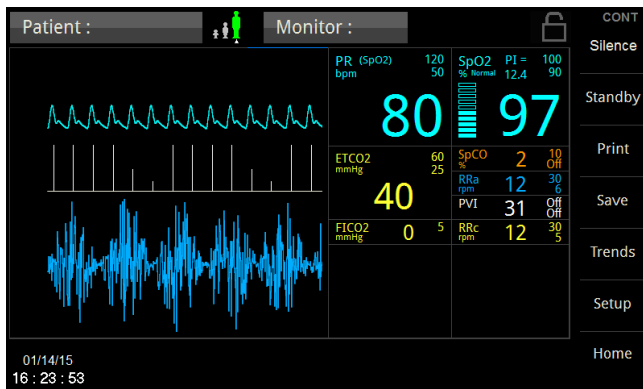 Patient :
Monitor :
CONT
Silence
Standby
Print
Save
Trends
Setup
Home
PR (SpO2) 120
bpm 50
80
SpO2 PI = 100
% Normal 12.4 90
97
ETCO2 60
mmHg 25
40
FICO2 5
mmHg 0
SpCO 10
% 2 Off
RRa 30
rpm 12 6
PVI Off
31 Off
RRc 30
rpm 12 5
01/14/15
16 : 23 : 53